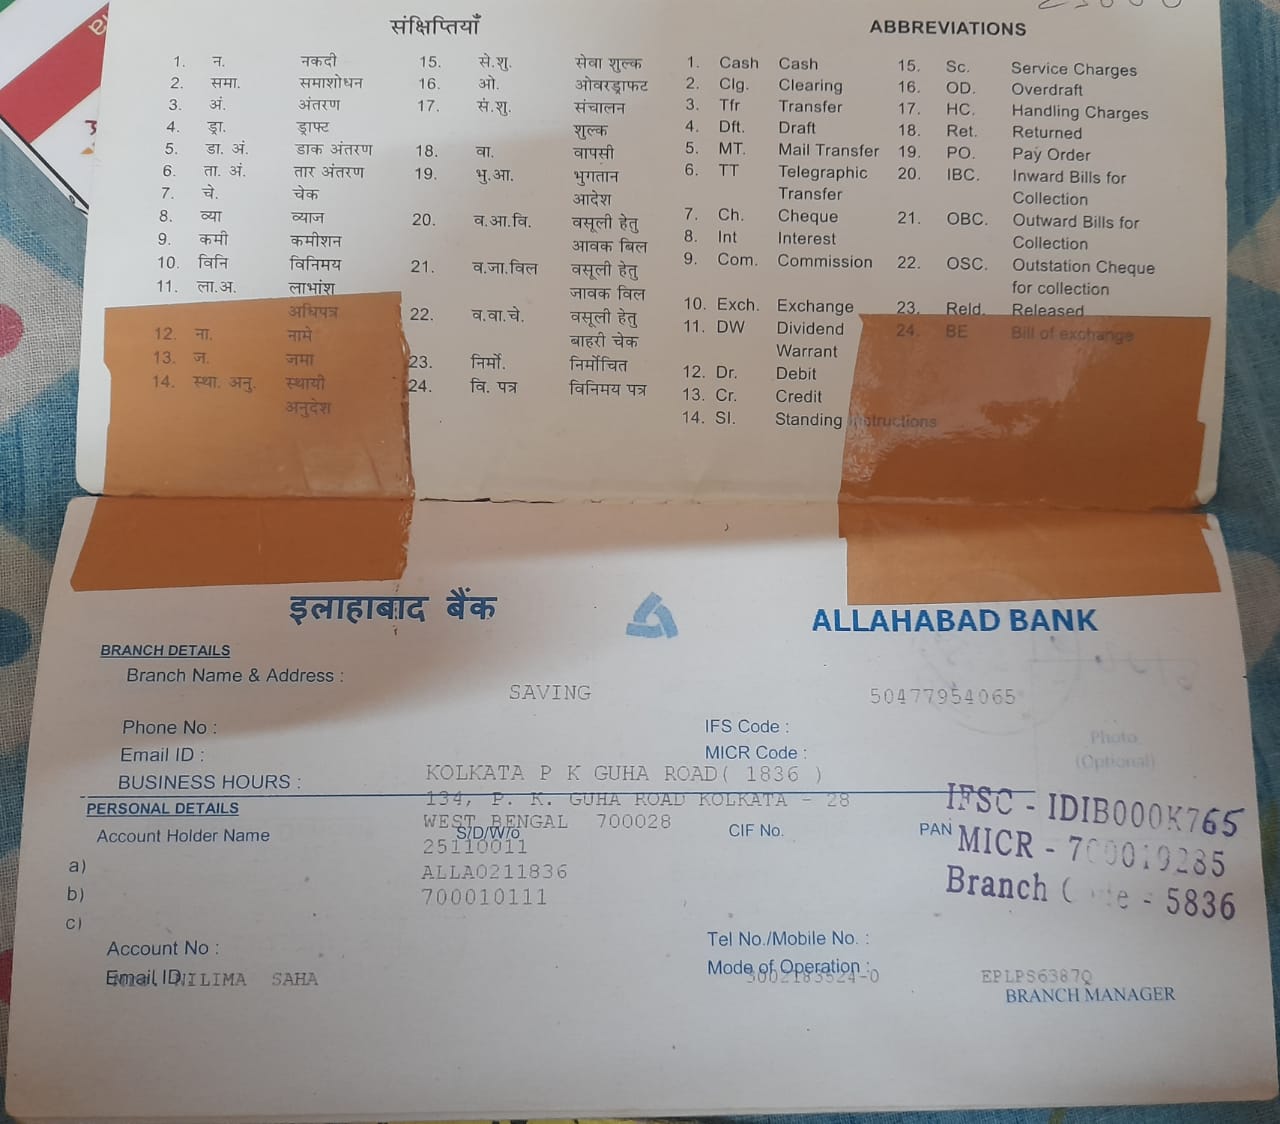 संक्षिप्तियाँ
1. न. नकदी
2. समा. समाशोधन
3. अं. अंतरण
4. ड्रा. ड्राफ्ट
5. डा. अं. डाक अंतरण
6. ता. अं. तार अंतरण
7. चे. चेक
8. व्या व्याज
9. कमी कमीशन
10. विनि विनिमय
11. ला.अ. लाभांश
अधिपत्र
12. ना. नामे
13. ज. जमा
14. स्था. अनु. स्थायी
अनुदेश
15. से.शु. सेवा शुल्क
16. ओ. ओवरड्राफट
17. सं.शु. संचालन
शुल्क
18. वा. वापसी
19. भु.आ. भुगतान
आदेश
20. व.आ.वि. वसूली हेतु
आवक बिल
21. व.जा.विल वसूली हेतु
जावक विल
22. व.वा.चे. वसूली हेतु
बाहरी चेक
23. निर्मो. निर्मोचित
24. वि. पत्र विनिमय पत्र
ABBREVIATIONS
1. Cash Cash
2. Clg. Clearing
3. Tfr Transfer
4. Dft. Draft
5. MT. Mail Transfer
6. TT Telegraphic
Transfer
7. Ch. Cheque
8. Int Interest
9. Com. Commission
10. Exch. Exchange
11. DW Dividend
Warrant
12. Dr. Debit
13. Cr. Credit
14. SI. Standing Instructions
15. Sc. Service Charges
16. OD. Overdraft
17. HC. Handling Charges
18. Ret. Returned
19. PO. Pay Order
20. IBC. Inward Bills for
Collection
21. OBC. Outward Bills for
Collection
22. OSC. Outstation Cheque
for collection
23. Reld. Released
24. BE Bill of exchange
इलाहाबाद बैंक ALLAHABAD BANK
BRANCH DETAILS
Branch Name & Address :
SAVING 50477954065
Phone No : IFS Code :
Email ID : MICR Code :
Photo
(Optional)
BUSINESS HOURS : KOLKATA P K GUHA ROAD( 1836 )
134, P. K. GUHA ROAD KOLKATA - 28
PERSONAL DETAILS
WEST BENGAL 700028
Account Holder Name S/D/W/o CIF No. PAN
25110011
IFSC - IDIB000K765
MICR - 700019285
Branch - 5836
a) ALLA0211836
b) 700010111
c)
Account No : Tel No./Mobile No. :
Email ID: Mode of Operation :
NILIMA SAHA 3002183524-0 EPLPS6387Q
BRANCH MANAGER